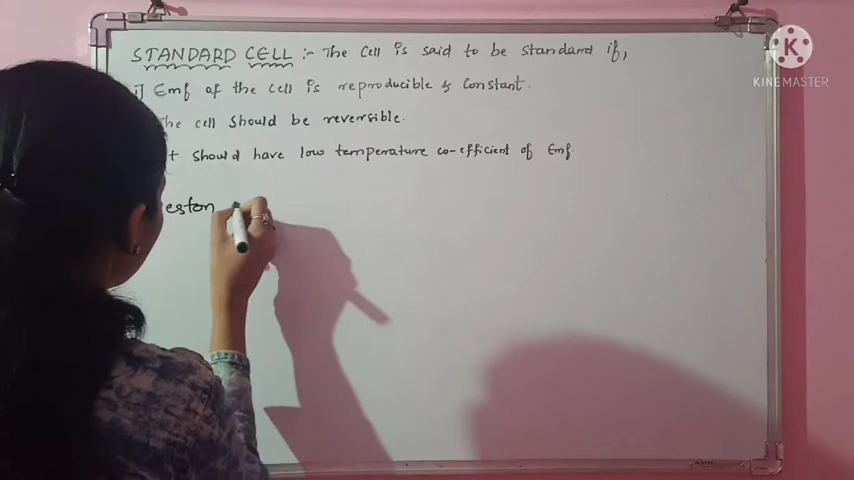 STANDARD CELL :- The cell is said to be standard if,
i) Emf of the cell is reproducible & Constant.
The cell should be reversible.
should have low temperature co-efficient of Emf.
K
KINEMASTER